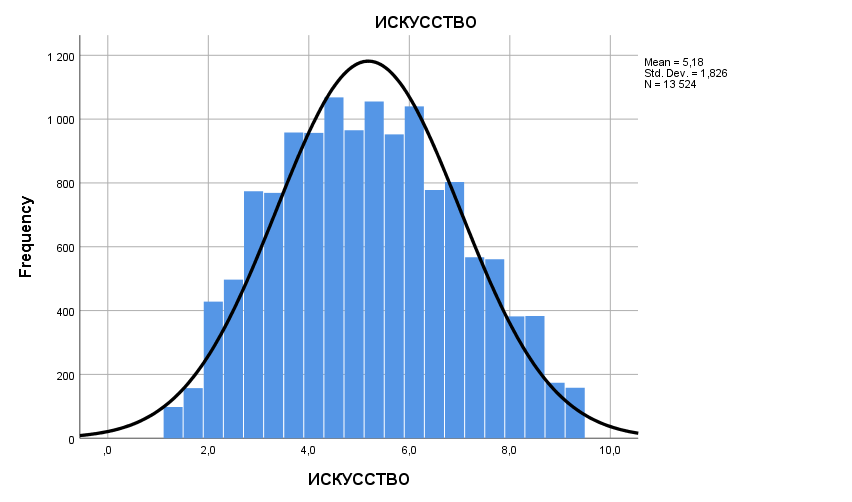 ИСКУССТВО
Mean = 5,18
Std. Dev. = 1,826
N = 13 524
Frequency
1 200
1 000
800
600
400
200
0
,0
2,0
4,0
6,0
8,0
10,0
ИСКУССТВО